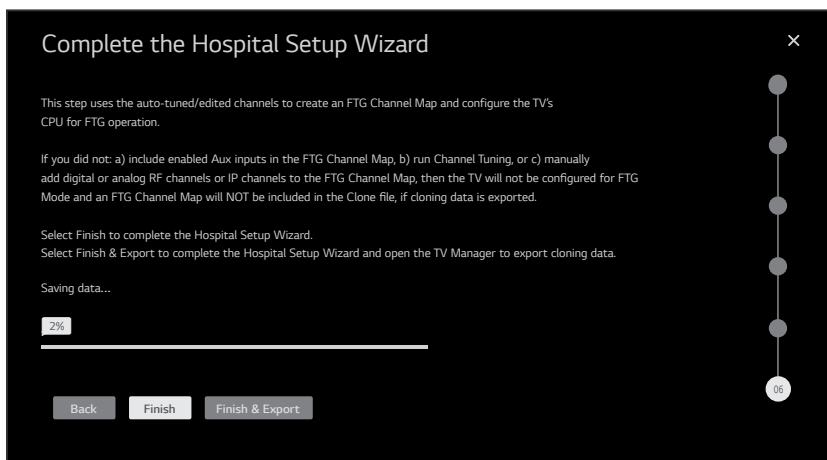 Complete the Hospital Setup Wizard
This step uses the auto-tuned/edited channels to create an FTG Channel Map and configure the TV's
CPU for FTG operation.
If you did not: a) include enabled Aux inputs in the FTG Channel Map, b) run Channel Tuning, or c) manually
add digital or analog RF channels or IP channels to the FTG Channel Map, then the TV will not be configured for FTG
Mode and an FTG Channel Map will NOT be included in the Clone file, if cloning data is exported.
Select Finish to complete the Hospital Setup Wizard.
Select Finish & Export to complete the Hospital Setup Wizard and open the TV Manager to export cloning data.
Saving data...
2%
06
Back Finish Finish & Export